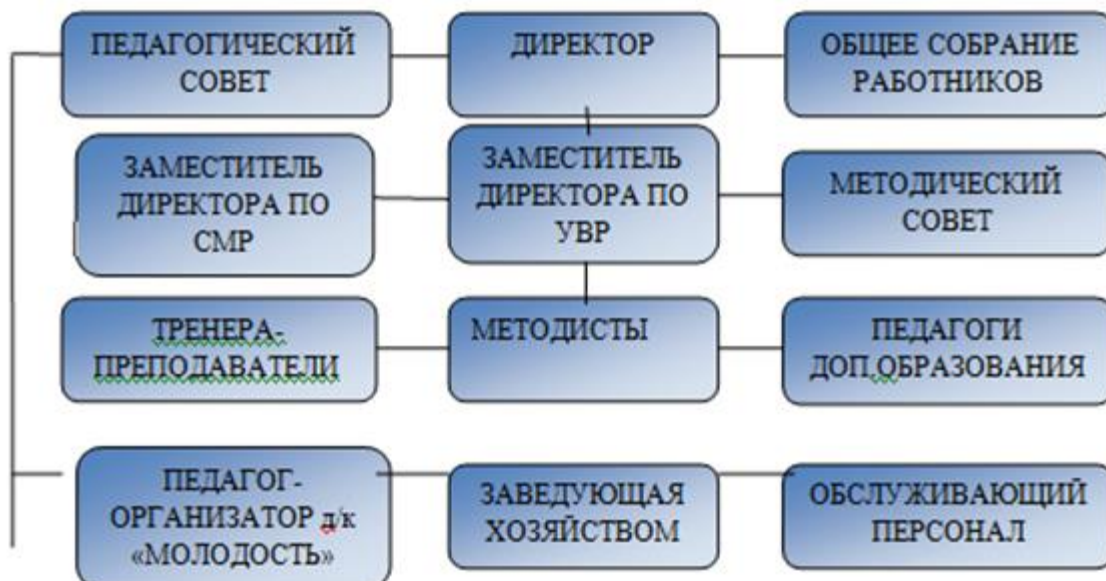 ПЕДАГОГИЧЕСКИЙ
СОВЕТ
ДИРЕКТОР
ОБЩЕЕ СОБРАНИЕ
РАБОТНИКОВ
ЗАМЕСТИТЕЛЬ
ДИРЕКТОРА ПО
СМР
ЗАМЕСТИТЕЛЬ
ДИРЕКТОРА ПО
УВР
МЕТОДИЧЕСКИЙ
СОВЕТ
ТРЕНЕРА-
ПРЕПОДАВАТЕЛИ
МЕТОДИСТЫ
ПЕДАГОГИ
ДОП.ОБРАЗОВАНИЯ
ПЕДАГОГ-
ОРГАНИЗАТОР д/к
«МОЛОДОСТЬ»
ЗАВЕДУЮЩАЯ
ХОЗЯЙСТВОМ
ОБСЛУЖИВАЮЩИЙ
ПЕРСОНАЛ